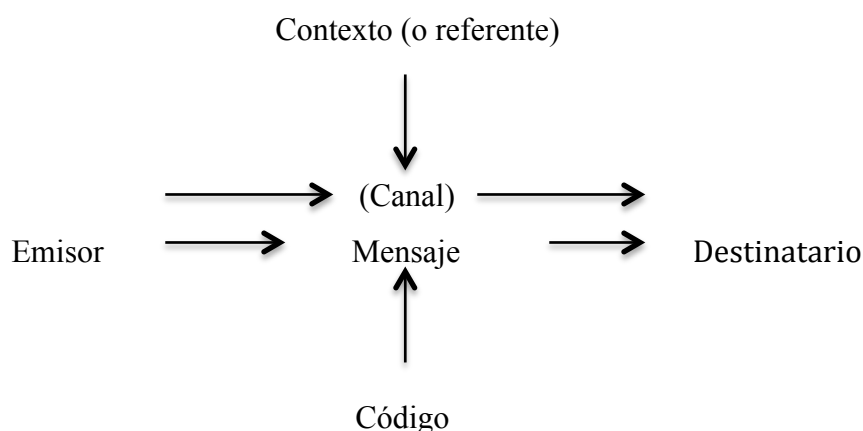 Contexto (o referente)
(Canal)
Emisor
Mensaje
Destinatario
Código